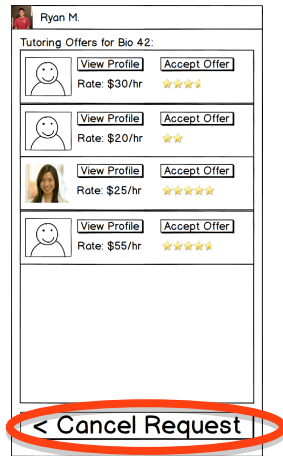 Ryan M.
Tutoring Offers for Bio 42:
View Profile Accept Offer
Rate: $30/hr
View Profile Accept Offer
Rate: $20/hr
View Profile Accept Offer
Rate: $25/hr
View Profile Accept Offer
Rate: $55/hr
< Cancel Request